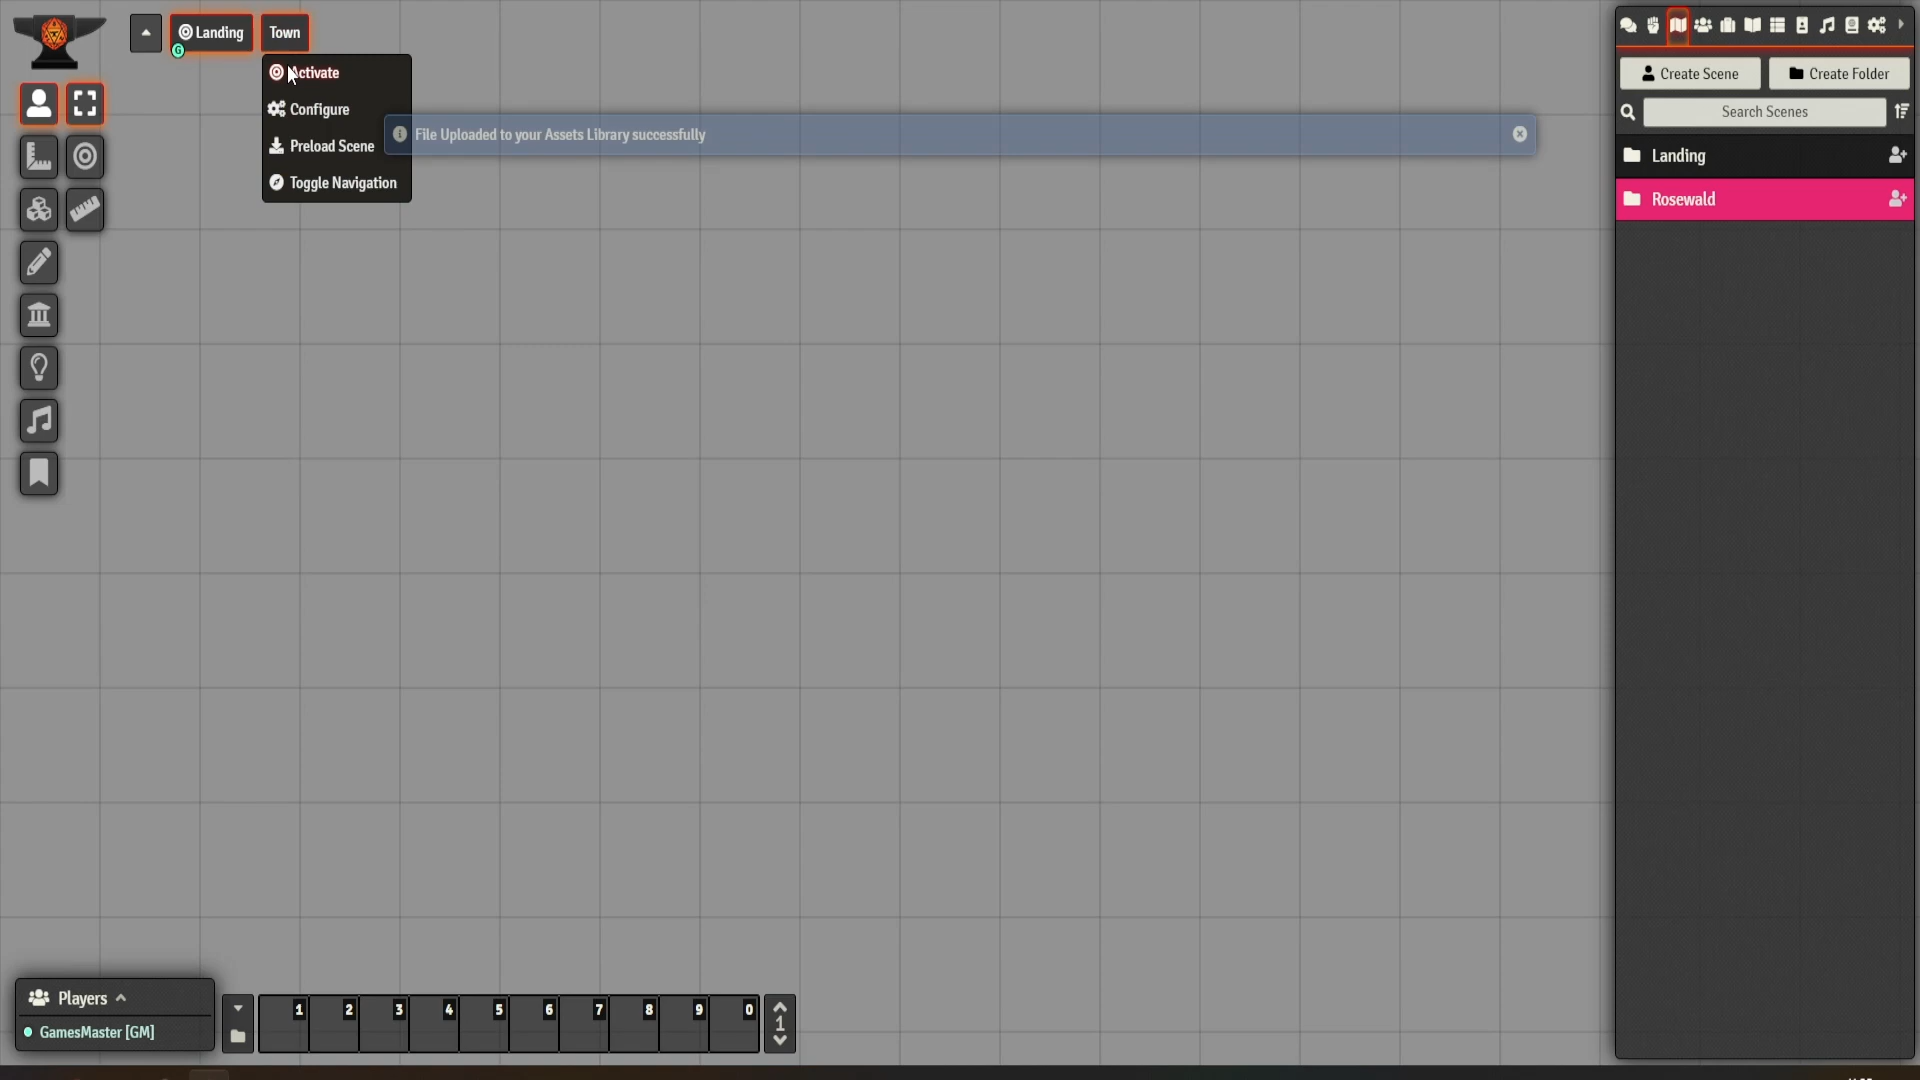 Landing
Town
G
Activate
Configure
Preload Scene
Toggle Navigation
File Uploaded to your Assets Library successfully
Create Scene
Create Folder
Search Scenes
Landing
Rosewald
Players
GamesMaster [GM]
1 2 3 4 5 6 7 8 9 0
1